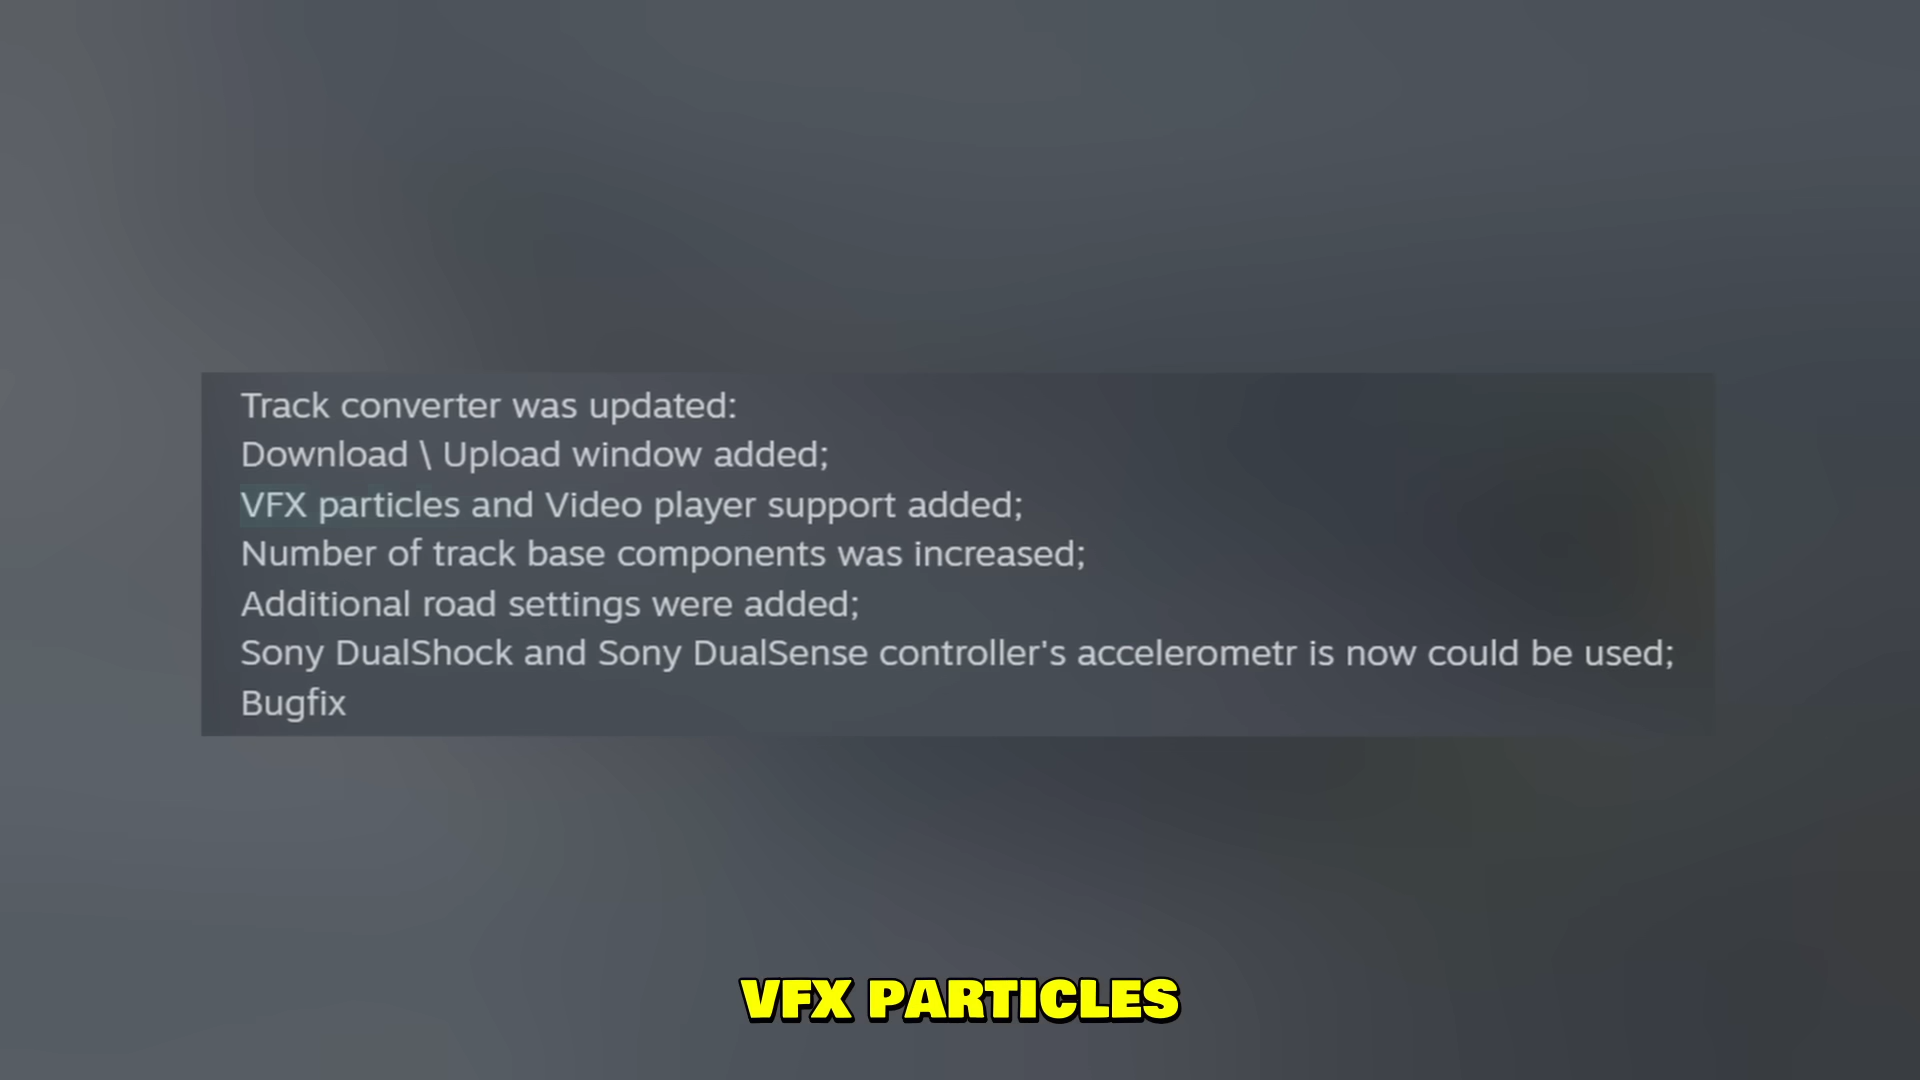 Track converter was updated:
Download \ Upload window added;
VFX particles and Video player support added;
Number of track base components was increased;
Additional road settings were added;
Sony DualShock and Sony DualSense controller's accelerometr is now could be used;
Bugfix
VFX PARTICLES